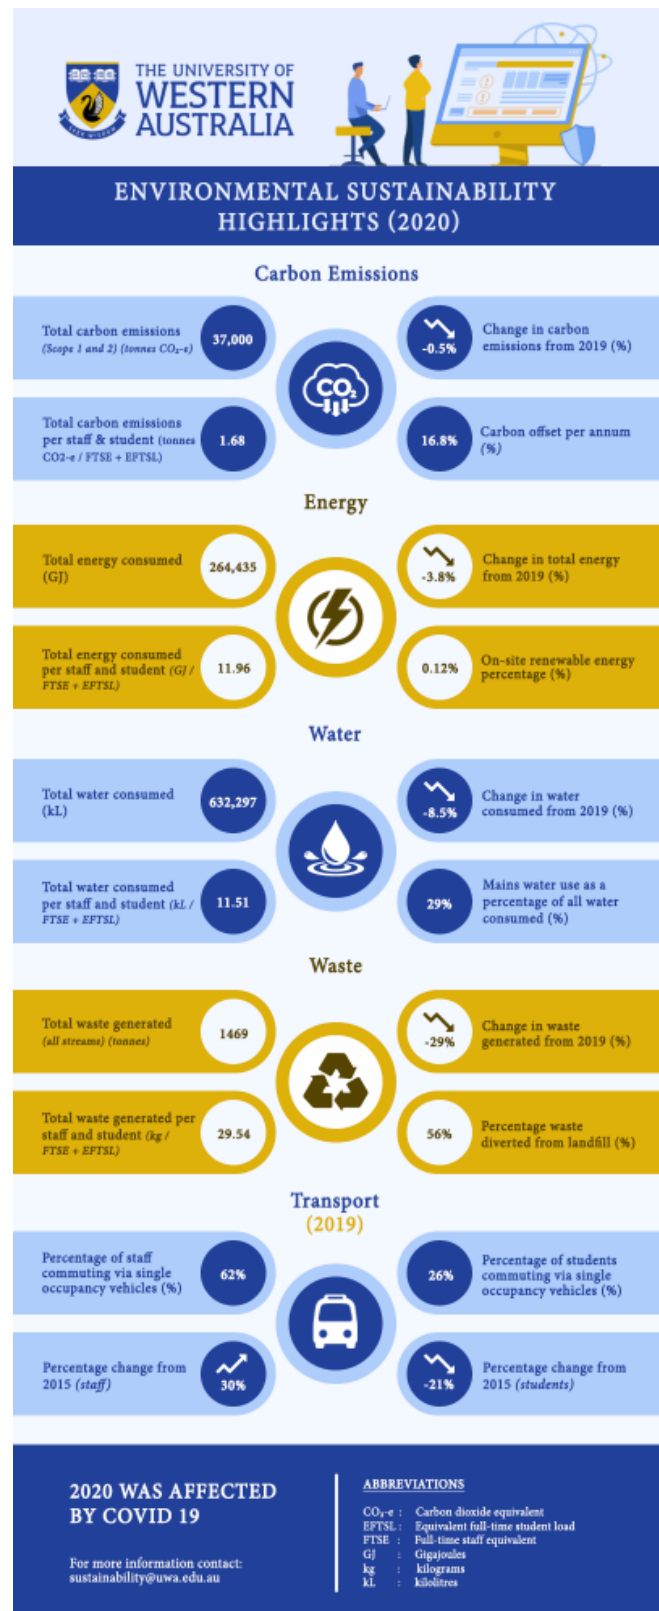 THE UNIVERSITY OF
WESTERN
AUSTRALIA
ENVIRONMENTAL SUSTAINABILITY
HIGHLIGHTS (2020)
Carbon Emissions
Total carbon emissions
(Scope 1 and 2) (tonnes CO₂-e)
37,000
-0.5%
Change in carbon
emissions from 2019 (%)
CO₂
Total carbon emissions
per staff & student (tonnes
CO2-e / FTSE + EFTSL)
1.68
16.8%
Carbon offset per annum
(%)
Energy
Total energy consumed
(GJ)
264,435
-3.8%
Change in total energy
from 2019 (%)
Total energy consumed
per staff and student (GJ /
FTSE + EFTSL)
11.96
0.12%
On-site renewable energy
percentage (%)
Water
Total water consumed
(kL)
632,297
-8.5%
Change in water
consumed from 2019 (%)
Total water consumed
per staff and student (kL /
FTSE + EFTSL)
11.51
29%
Mains water use as a
percentage of all water
consumed (%)
Waste
Total waste generated
(all streams) (tonnes)
1469
-29%
Change in waste
generated from 2019 (%)
Total waste generated per
staff and student (kg /
FTSE + EFTSL)
29.54
56%
Percentage waste
diverted from landfill (%)
Transport
(2019)
Percentage of staff
commuting via single
occupancy vehicles (%)
62%
26%
Percentage of students
commuting via single
occupancy vehicles (%)
Percentage change from
2015 (staff)
30%
-21%
Percentage change from
2015 (students)
2020 WAS AFFECTED
BY COVID 19
For more information contact:
sustainability@uwa.edu.au
ABBREVIATIONS
CO₂-e : Carbon dioxide equivalent
EFTSL : Equivalent full-time student load
FTSE : Full-time staff equivalent
GJ : Gigajoules
kg : kilograms
kL : kilolitres